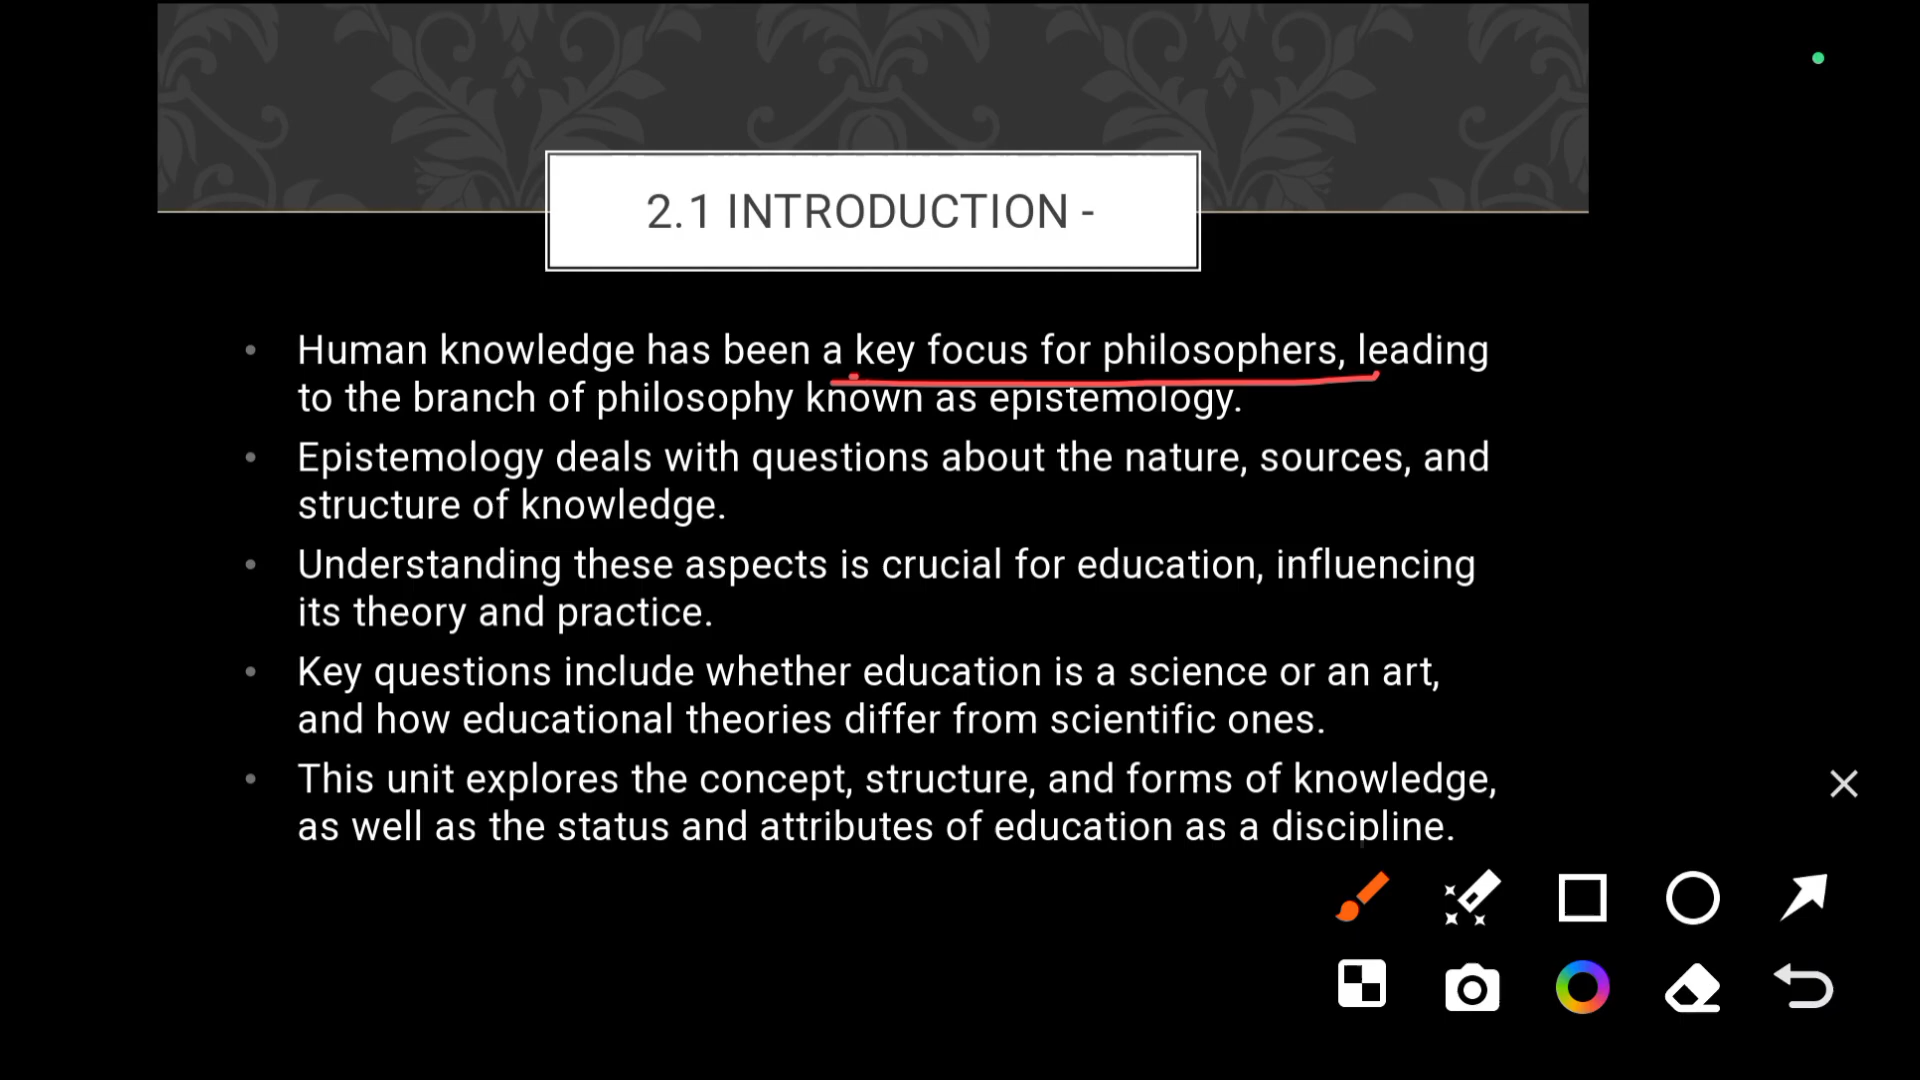 2.1 INTRODUCTION -
• Human knowledge has been a key focus for philosophers, leading
to the branch of philosophy known as epistemology.
• Epistemology deals with questions about the nature, sources, and
structure of knowledge.
• Understanding these aspects is crucial for education, influencing
its theory and practice.
• Key questions include whether education is a science or an art,
and how educational theories differ from scientific ones.
• This unit explores the concept, structure, and forms of knowledge,
as well as the status and attributes of education as a discipline.